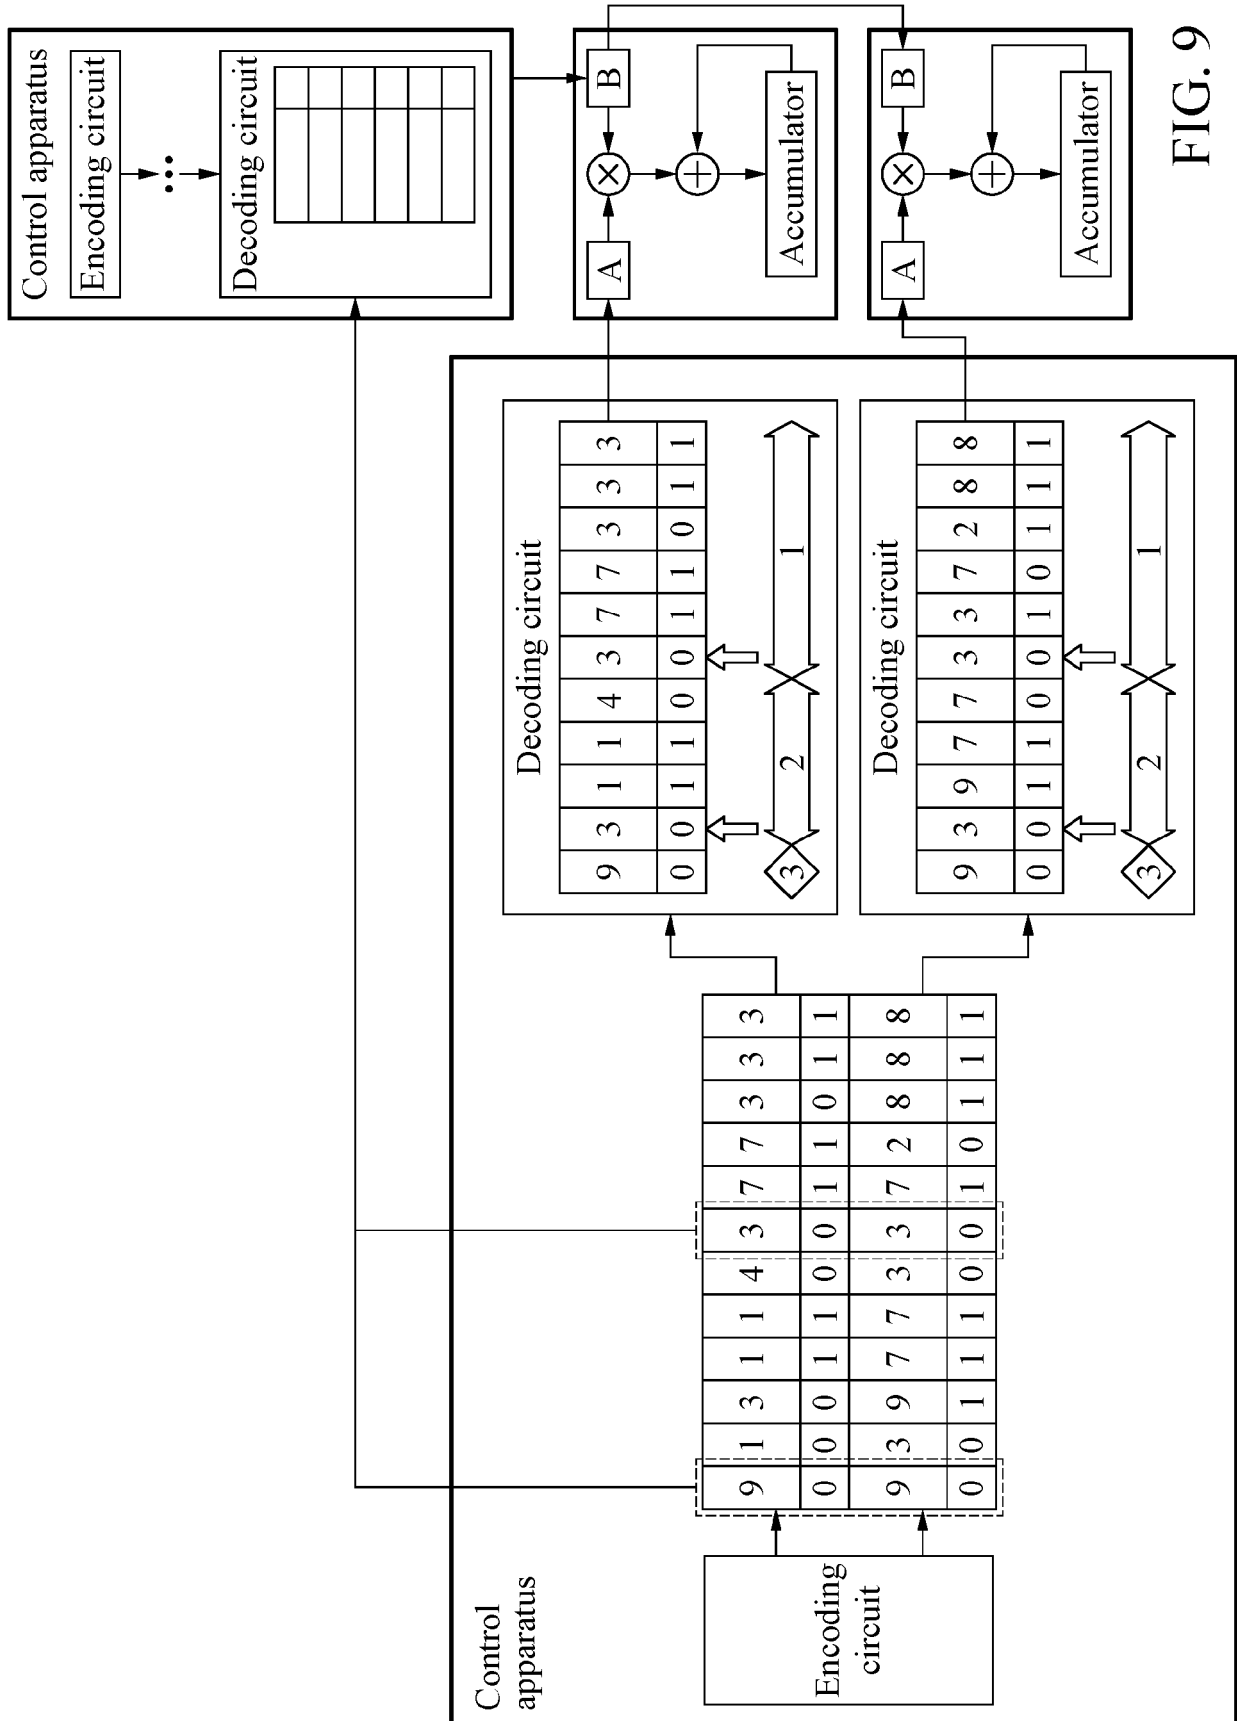 Control apparatus
Encoding circuit
...
Decoding circuit
Control
apparatus
Encoding
circuit
9 1 3 1 1 4 3 7 7 3 3 3
0 0 0 1 1 0 0 1 1 0 1 1
9 3 9 7 7 3 3 7 2 8 8 8
0 0 1 1 1 0 0 1 0 1 1 1
Decoding circuit
9 3 1 1 4 3 7 7 3 3 3
0 0 1 1 0 0 1 1 0 1 1
3 2 1
A × B
+
Accumulator
Decoding circuit
9 3 9 7 7 3 3 7 2 8 8
0 0 1 1 0 0 1 0 1 1 1
3 2 1
A × B
+
Accumulator
FIG. 9